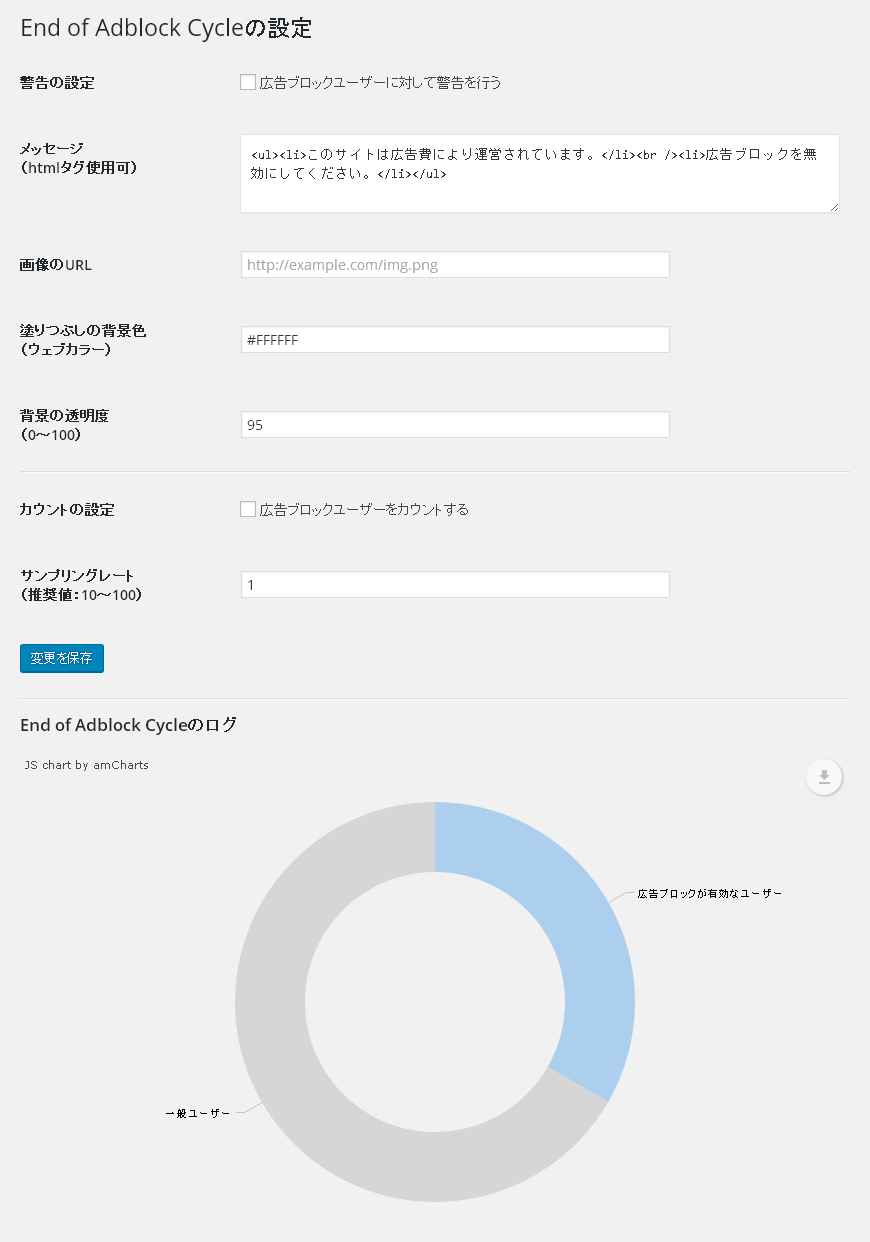 End of Adblock Cycleの設定
警告の設定
広告ブロックユーザーに対して警告を行う
メッセージ
（htmlタグ使用可）
<ul><li>このサイトは広告費により運営されています。</li><br /><li>広告ブロックを無
効にしてください。</li></ul>
画像のURL
http://example.com/img.png
塗りつぶしの背景色
（ウェブカラー）
#FFFFFF
背景の透明度
（0～100）
95
カウントの設定
広告ブロックユーザーをカウントする
サンプリングレート
（推奨値：10～100）
1
変更を保存
End of Adblock Cycleのログ
JS chart by amCharts
広告ブロックが有効なユーザー
一般ユーザー